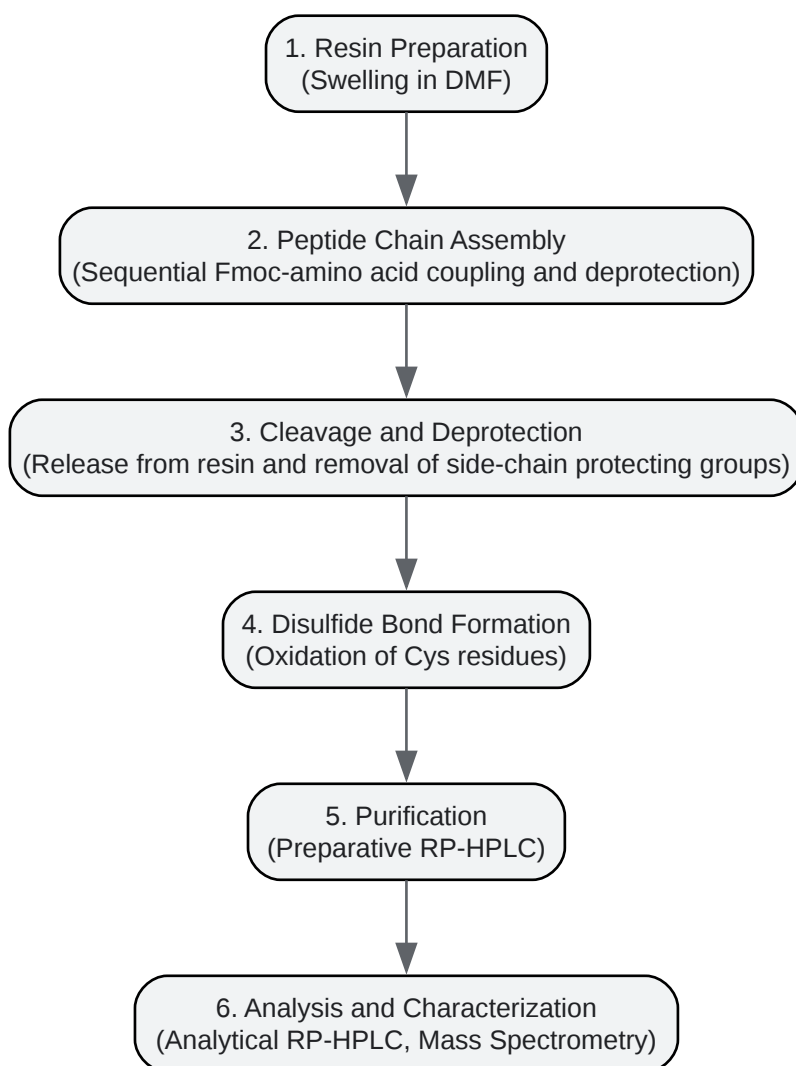 1. Resin Preparation
(Swelling in DMF)
2. Peptide Chain Assembly
(Sequential Fmoc-amino acid coupling and deprotection)
3. Cleavage and Deprotection
(Release from resin and removal of side-chain protecting groups)
4. Disulfide Bond Formation
(Oxidation of Cys residues)
5. Purification
(Preparative RP-HPLC)
6. Analysis and Characterization
(Analytical RP-HPLC, Mass Spectrometry)